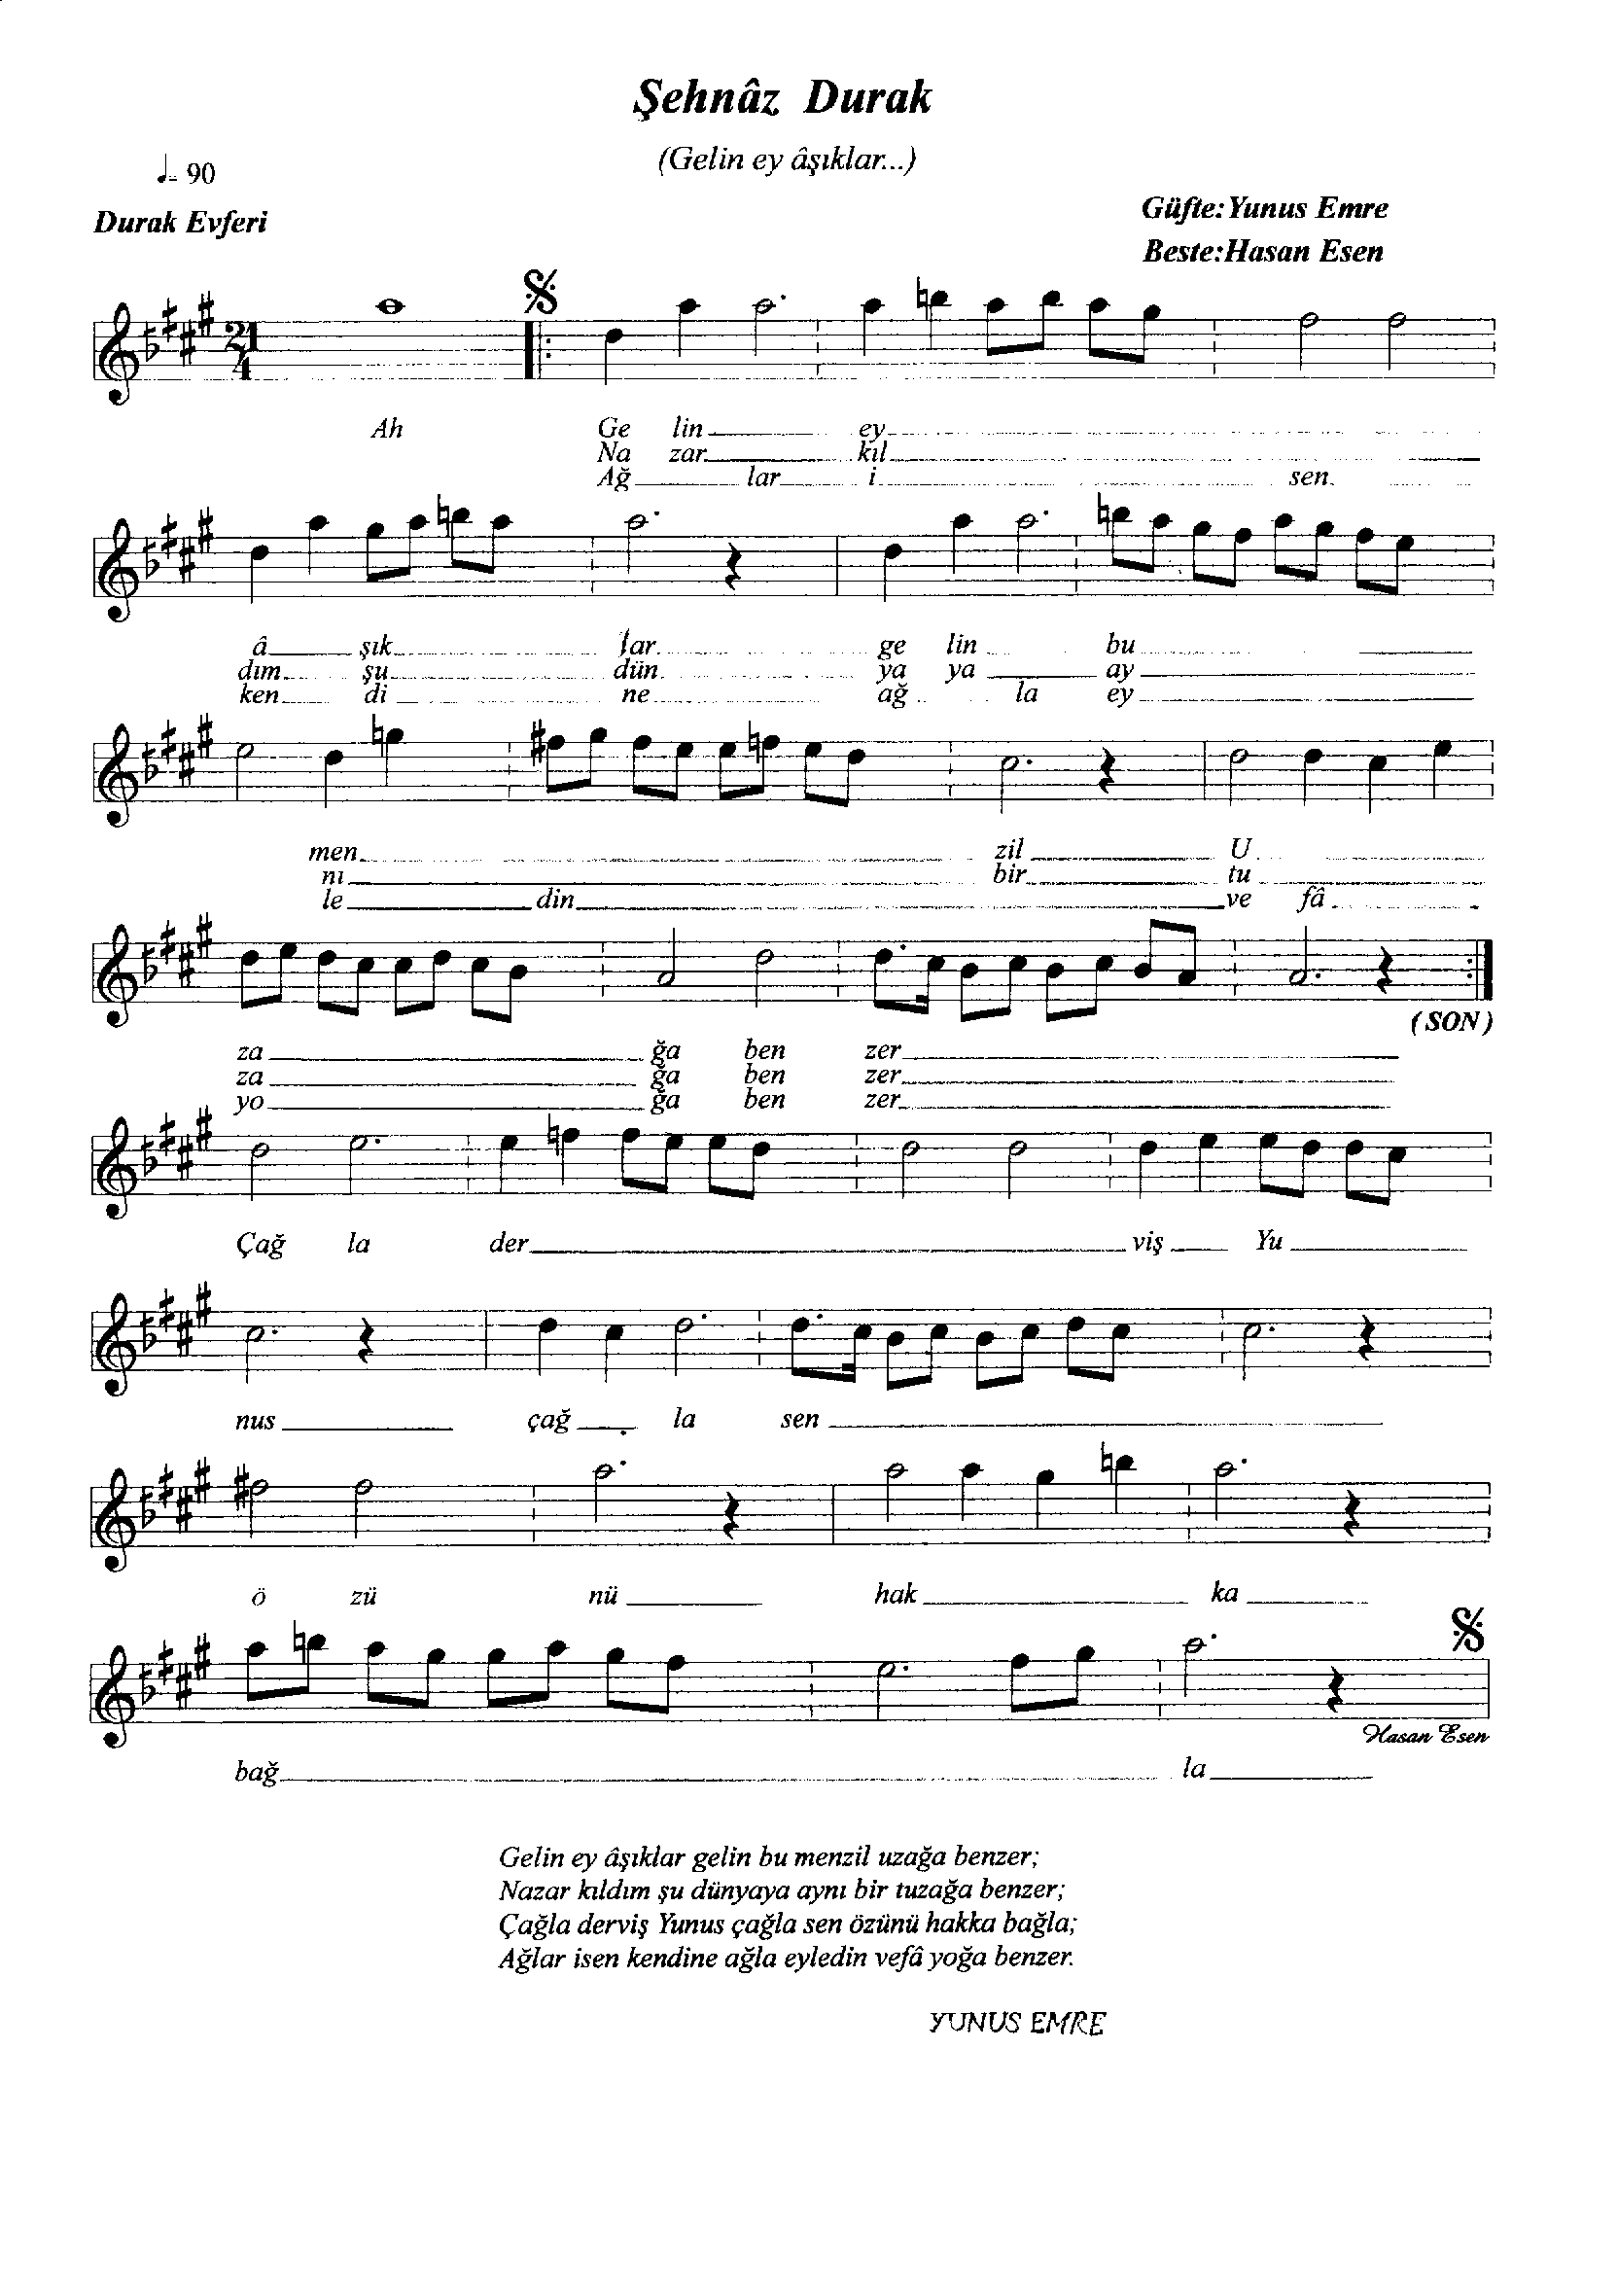 Şehnâz Durak
(Gelin ey âşıklar...)
♩= 90
Durak Evferi
Güfte:Yunus Emre
Beste:Hasan Esen
21
4
Ah Ge lin ey
Na zar kıl
Ağ lar i sen
â şık lar ge lin bu
dım şu dün ya ya ay
ken di ne ağ la ey
men zil U
nı bir tu
le din ve fâ
(SON)
za ğa ben zer
za ğa ben zer
yo ğa ben zer
Çağ la der viş Yu
nus çağ la sen
ö zü nü hak ka
Hasan Esen
bağ la
Gelin ey âşıklar gelin bu menzil uzağa benzer;
Nazar kıldım şu dünyaya aynı bir tuzağa benzer;
Çağla derviş Yunus çağla sen özünü hakka bağla;
Ağlar isen kendine ağla eyledin vefâ yoğa benzer.
YUNUS EMRE